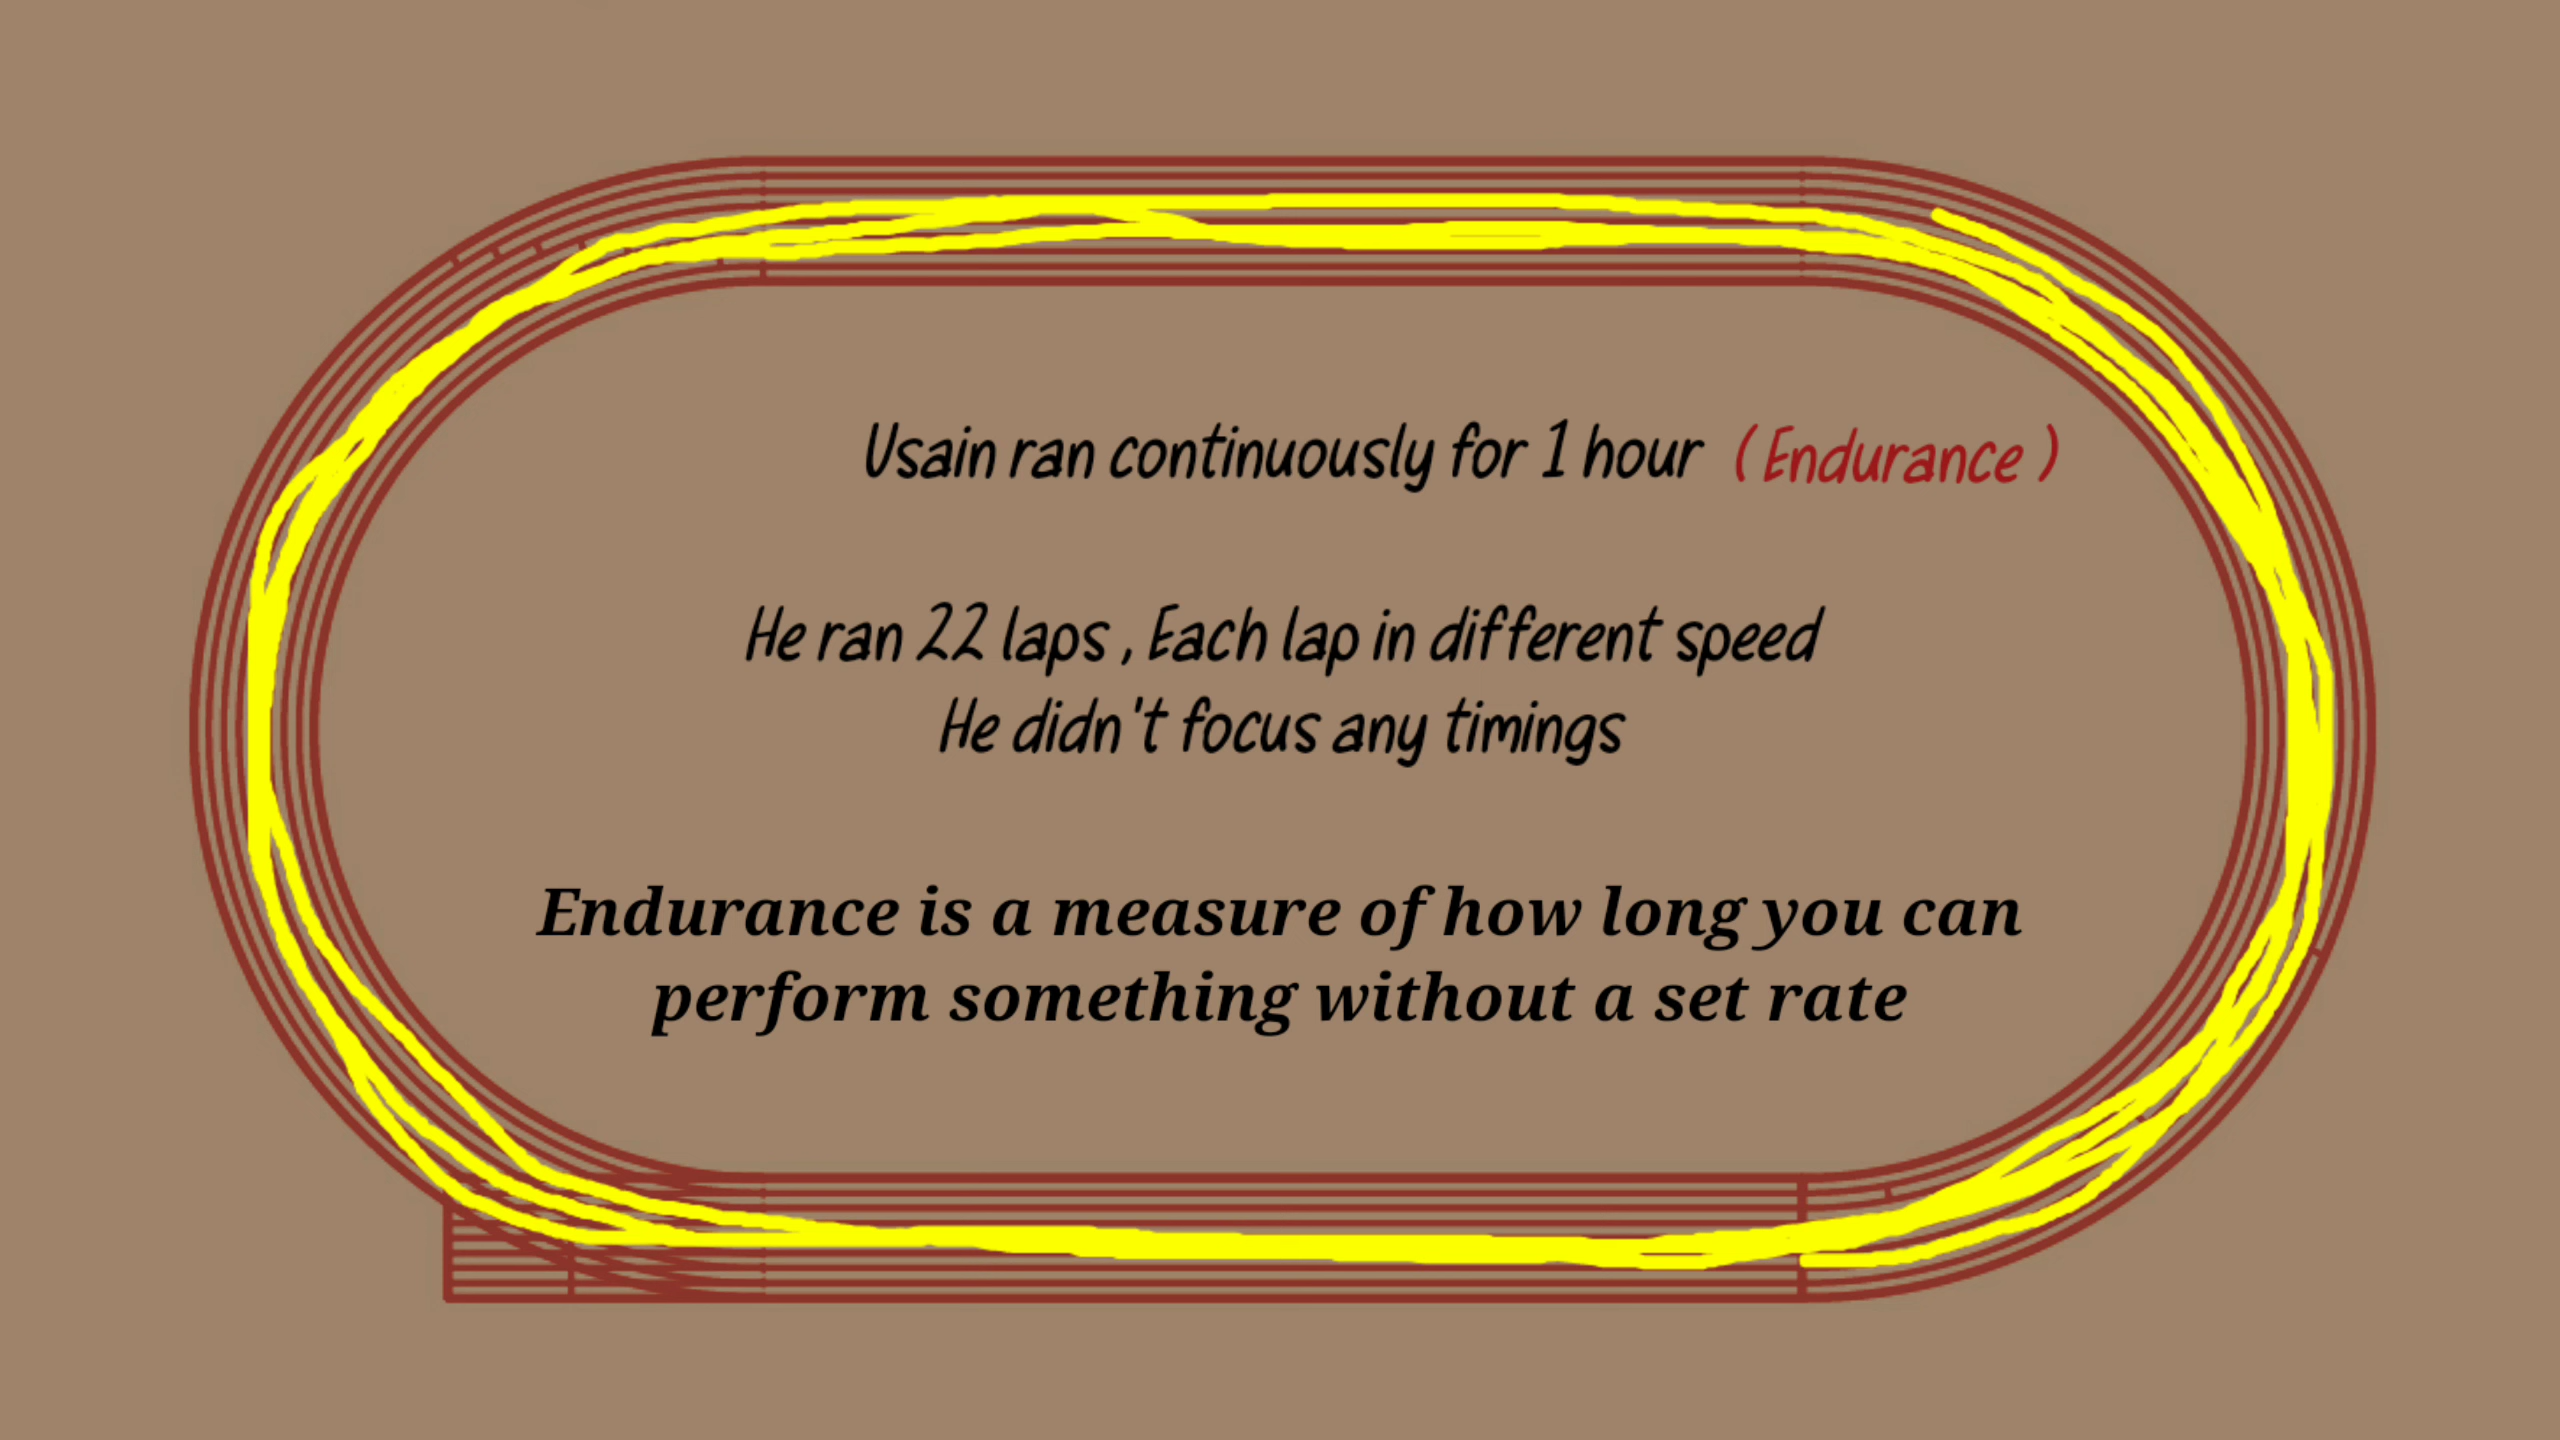 Usain ran continuously for 1 hour ( Endurance )
He ran 22 laps , Each lap in different speed
He didn't focus any timings
Endurance is a measure of how long you can
perform something without a set rate